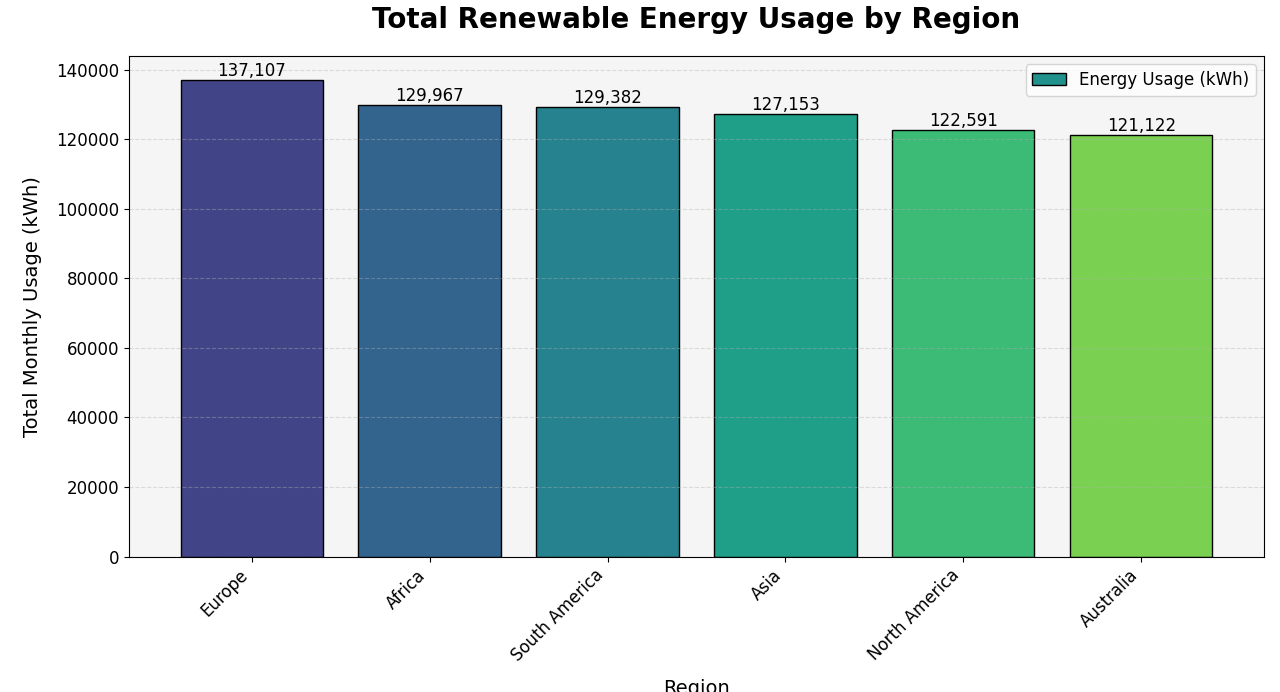 Total Renewable Energy Usage by Region
Energy Usage (kWh)
Total Monthly Usage (kWh)
140000
120000
100000
80000
60000
40000
20000
0
137,107
129,967
129,382
127,153
122,591
121,122
Europe
Africa
South America
Asia
North America
Australia
Region